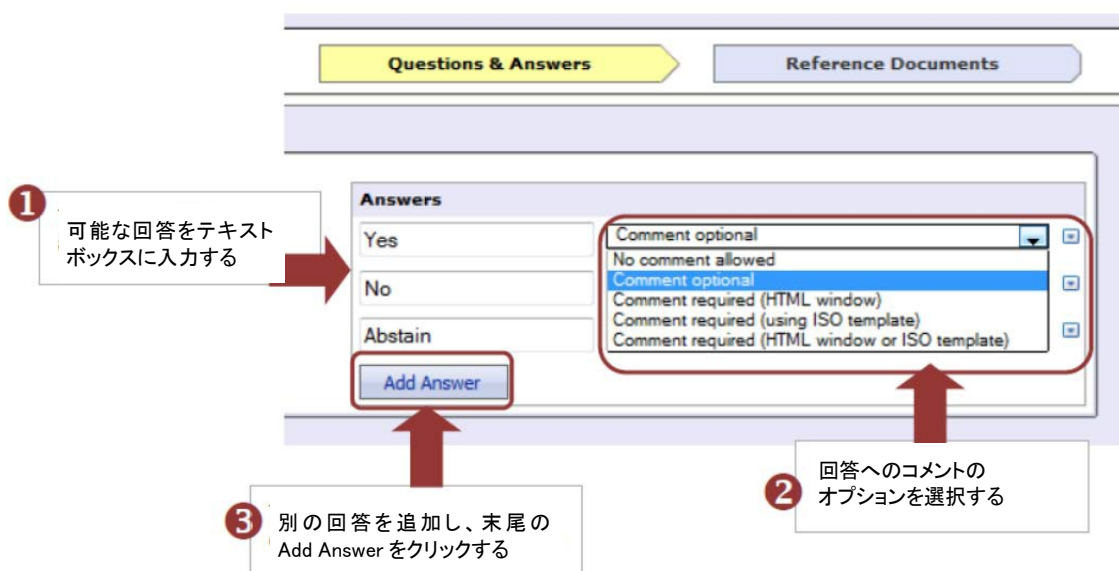 Questions & Answers
Reference Documents
Answers
❶
可能な回答をテキスト
ボックスに入力する
Yes
Comment optional
No comment allowed
Comment optional
No
Comment required (HTML window)
Comment required (using ISO template)
Abstain
Comment required (HTML window or ISO template)
Add Answer
❷
回答へのコメントの
オプションを選択する
❸
別の回答を追加し、末尾の
Add Answer をクリックする